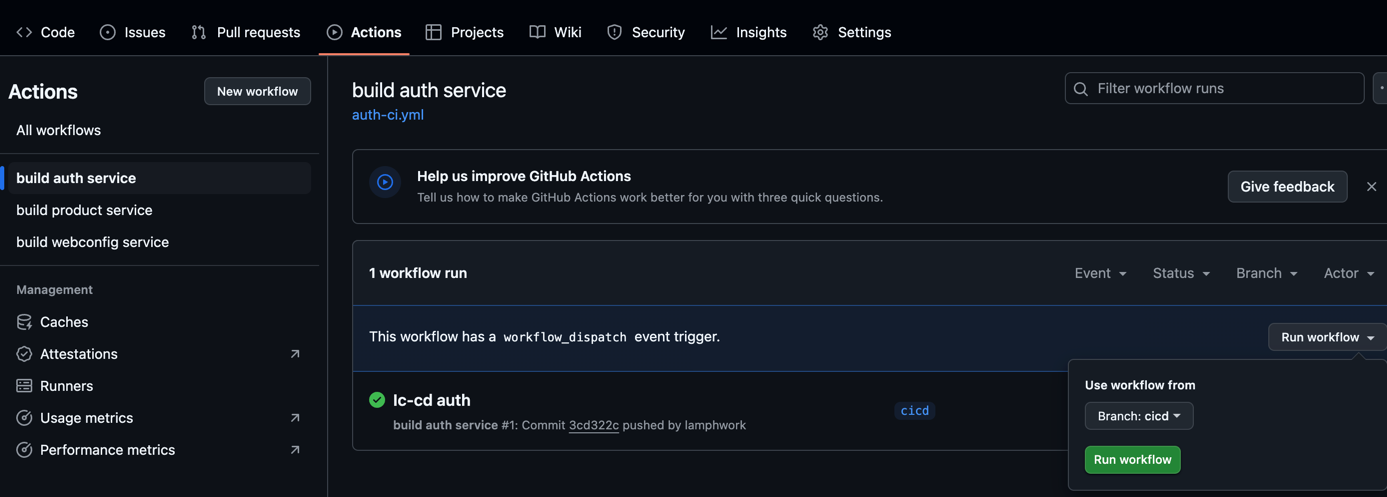 Code Issues Pull requests Actions Projects Wiki Security Insights Settings
Actions
New workflow
All workflows
build auth service
build product service
build webconfig service
Management
Caches
Attestations
Runners
Usage metrics
Performance metrics
build auth service
auth-ci.yml
Filter workflow runs
Help us improve GitHub Actions
Tell us how to make GitHub Actions work better for you with three quick questions.
Give feedback
1 workflow run
Event Status Branch Actor
This workflow has a workflow_dispatch event trigger.
Run workflow
Ic-cd auth
build auth service #1: Commit 3cd322c pushed by lamphwork
cicd
Use workflow from
Branch: cicd
Run workflow